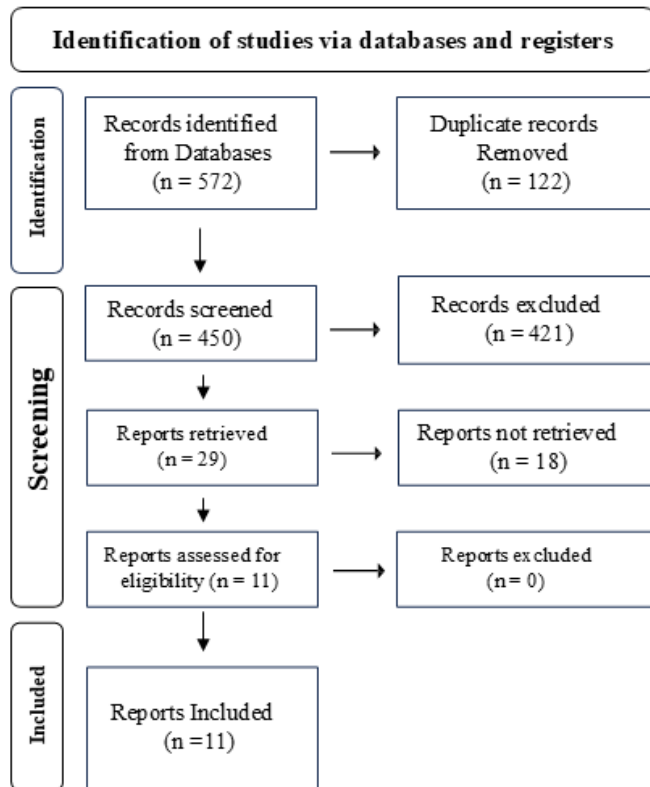 Identification of studies via databases and registers
Identification
Records identified
from Databases
(n = 572)
Duplicate records
Removed
(n = 122)
Screening
Records screened
(n = 450)
Records excluded
(n = 421)
Reports retrieved
(n = 29)
Reports not retrieved
(n = 18)
Reports assessed for
eligibility (n = 11)
Reports excluded
(n= 0)
Included
Reports Included
(n =11)